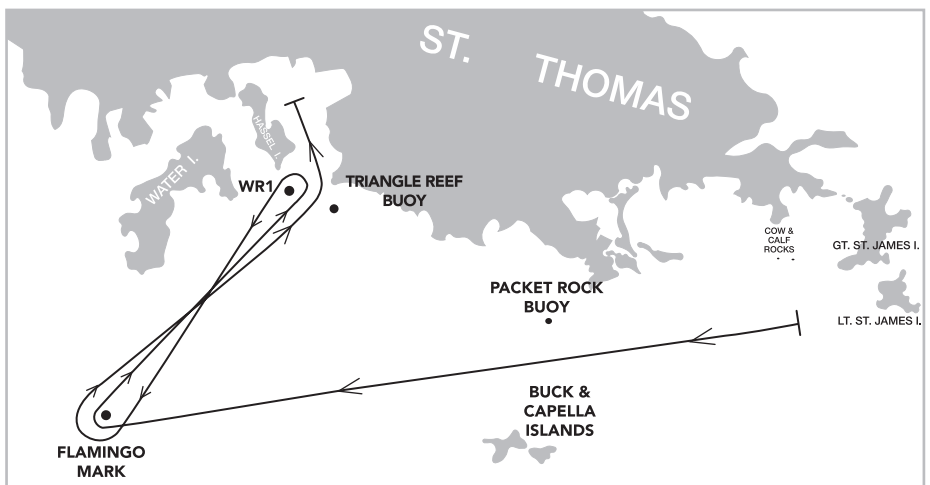 ST. THOMAS
HASSEL I.
WATER I.
WR1
TRIANGLE REEF
BUOY
COW &
CALF
ROCKS
GT. ST. JAMES I.
PACKET ROCK
BUOY
LT. ST. JAMES I.
BUCK &
CAPELLA
ISLANDS
FLAMINGO
MARK